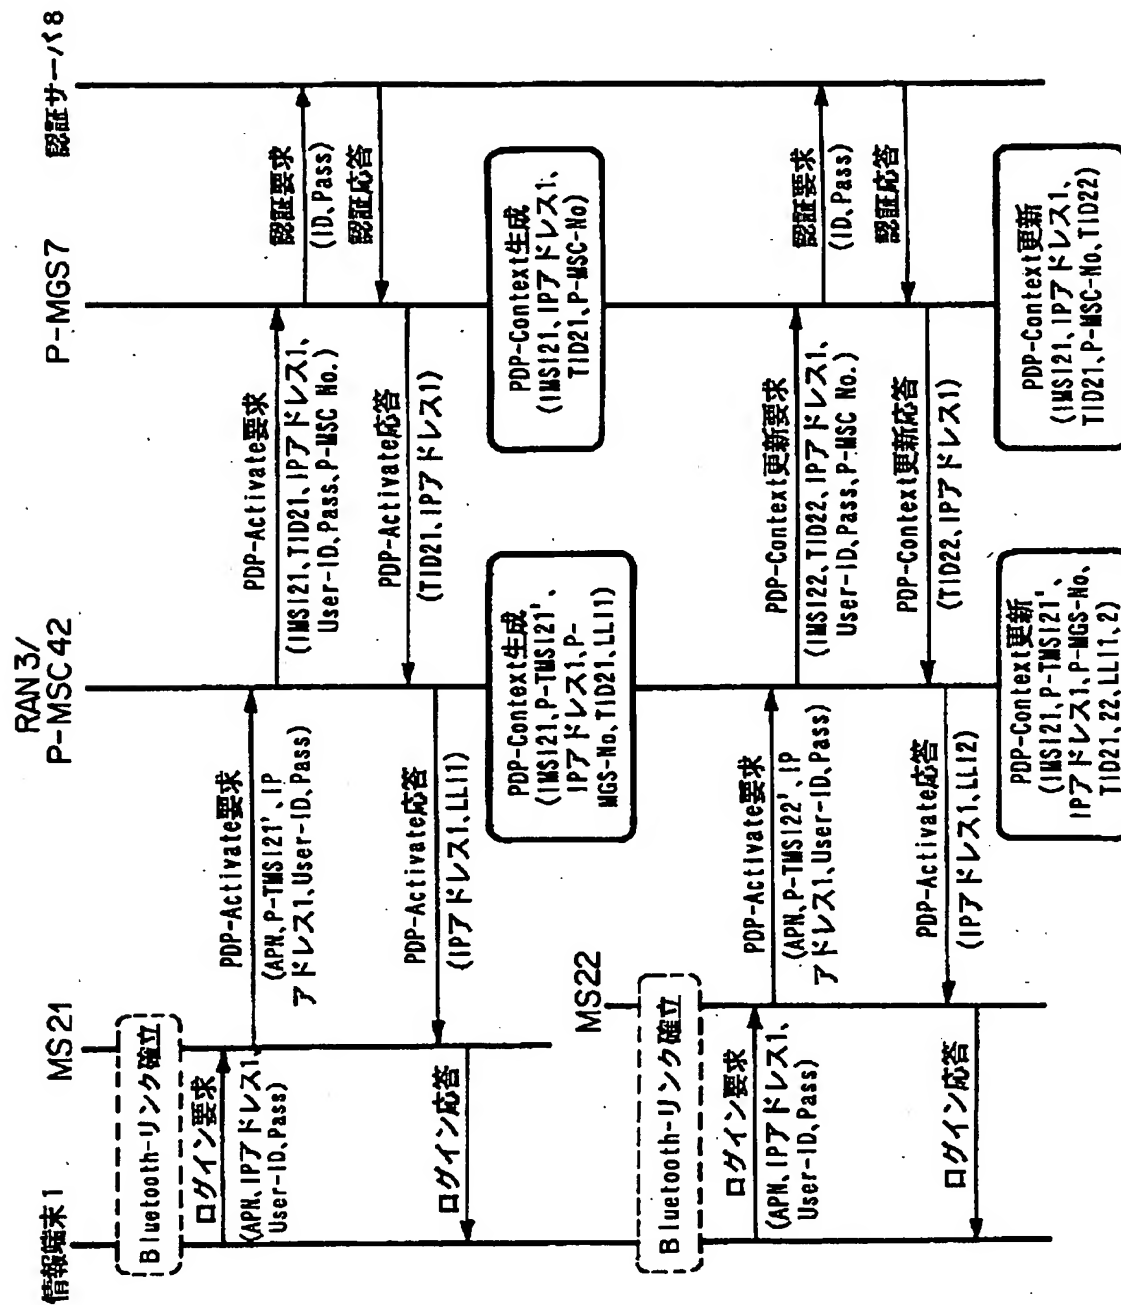 情報端末1
MS21
RAN3/
P-MSC42
P-MGS7
認証サーバ8
Bluetooth-リンク確立
ログイン要求
(APN、IPアドレス1、
User-ID、Pass)
PDP-Activate要求
(APN、P-TMSI21'、IP
アドレス1、User-ID、Pass)
PDP-Activate要求
(IMSI21、TID21、IPアドレス1、
User-ID、Pass、P-MSC No.)
認証要求
(ID、Pass)
認証応答
PDP-Activate応答
(TID21、IPアドレス1)
PDP-Activate応答
(IPアドレス1、LLI1)
ログイン応答
PDP-Context生成
(IMSI21、P-TMSI21'、
IPアドレス1、P-
MGS-No、TID21、LLI1)
PDP-Context生成
(IMSI21、IPアドレス1、
TID21、P-MSC-No)
MS22
Bluetooth-リンク確立
ログイン要求
(APN、IPアドレス1、
User-ID、Pass)
PDP-Activate要求
(APN、P-TMSI22'、IP
アドレス1、User-ID、Pass)
PDP-Context更新要求
(IMSI22、TID22、IPアドレス1、
User-ID、Pass、P-MSC No.)
認証要求
(ID、Pass)
認証応答
PDP-Context更新応答
(TID22、IPアドレス1)
PDP-Activate応答
(IPアドレス1、LLI2)
ログイン応答
PDP-Context更新
(IMSI21、P-TMSI21'、
IPアドレス1、P-MGS-No、
TID21,22、LLI1,2)
PDP-Context更新
(IMSI21、IPアドレス1、
TID21、P-MSC-No、TID22)